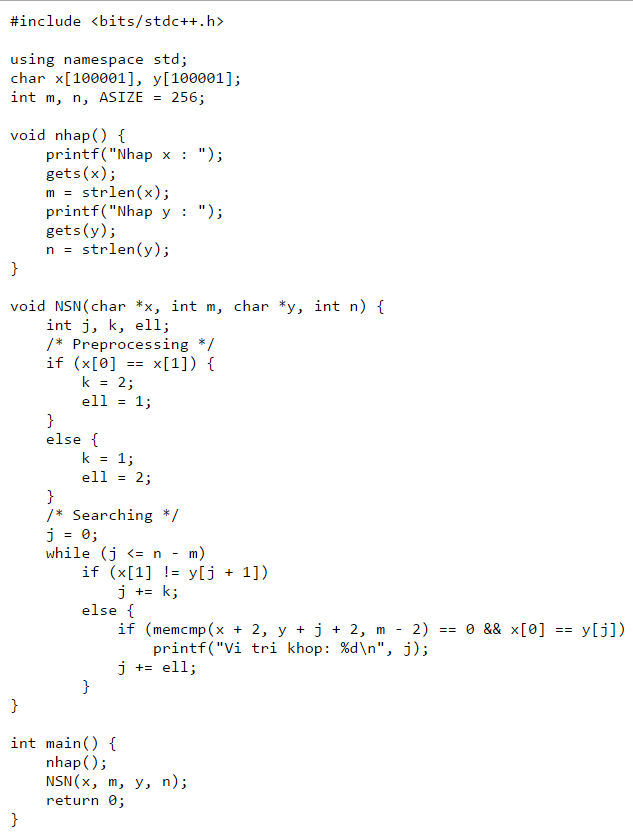 #include <bits/stdc++.h>

using namespace std;
char x[100001], y[100001];
int m, n, ASIZE = 256;

void nhap() {
    printf("Nhap x : ");
    gets(x);
    m = strlen(x);
    printf("Nhap y : ");
    gets(y);
    n = strlen(y);
}

void NSN(char *x, int m, char *y, int n) {
    int j, k, ell;
    /* Preprocessing */
    if (x[0] == x[1]) {
        k = 2;
        ell = 1;
    }
    else {
        k = 1;
        ell = 2;
    }
    /* Searching */
    j = 0;
    while (j <= n - m)
        if (x[1] != y[j + 1])
            j += k;
        else {
            if (memcmp(x + 2, y + j + 2, m - 2) == 0 && x[0] == y[j])
                printf("Vi tri khop: %d\n", j);
            j += ell;
        }
}

int main() {
    nhap();
    NSN(x, m, y, n);
    return 0;
}